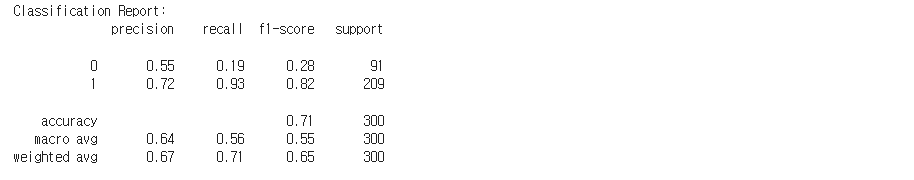 Classification Report:
              precision    recall  f1-score   support

           0       0.55      0.19      0.28        91
           1       0.72      0.93      0.82       209

    accuracy                           0.71       300
   macro avg       0.64      0.56      0.55       300
weighted avg       0.67      0.71      0.65       300